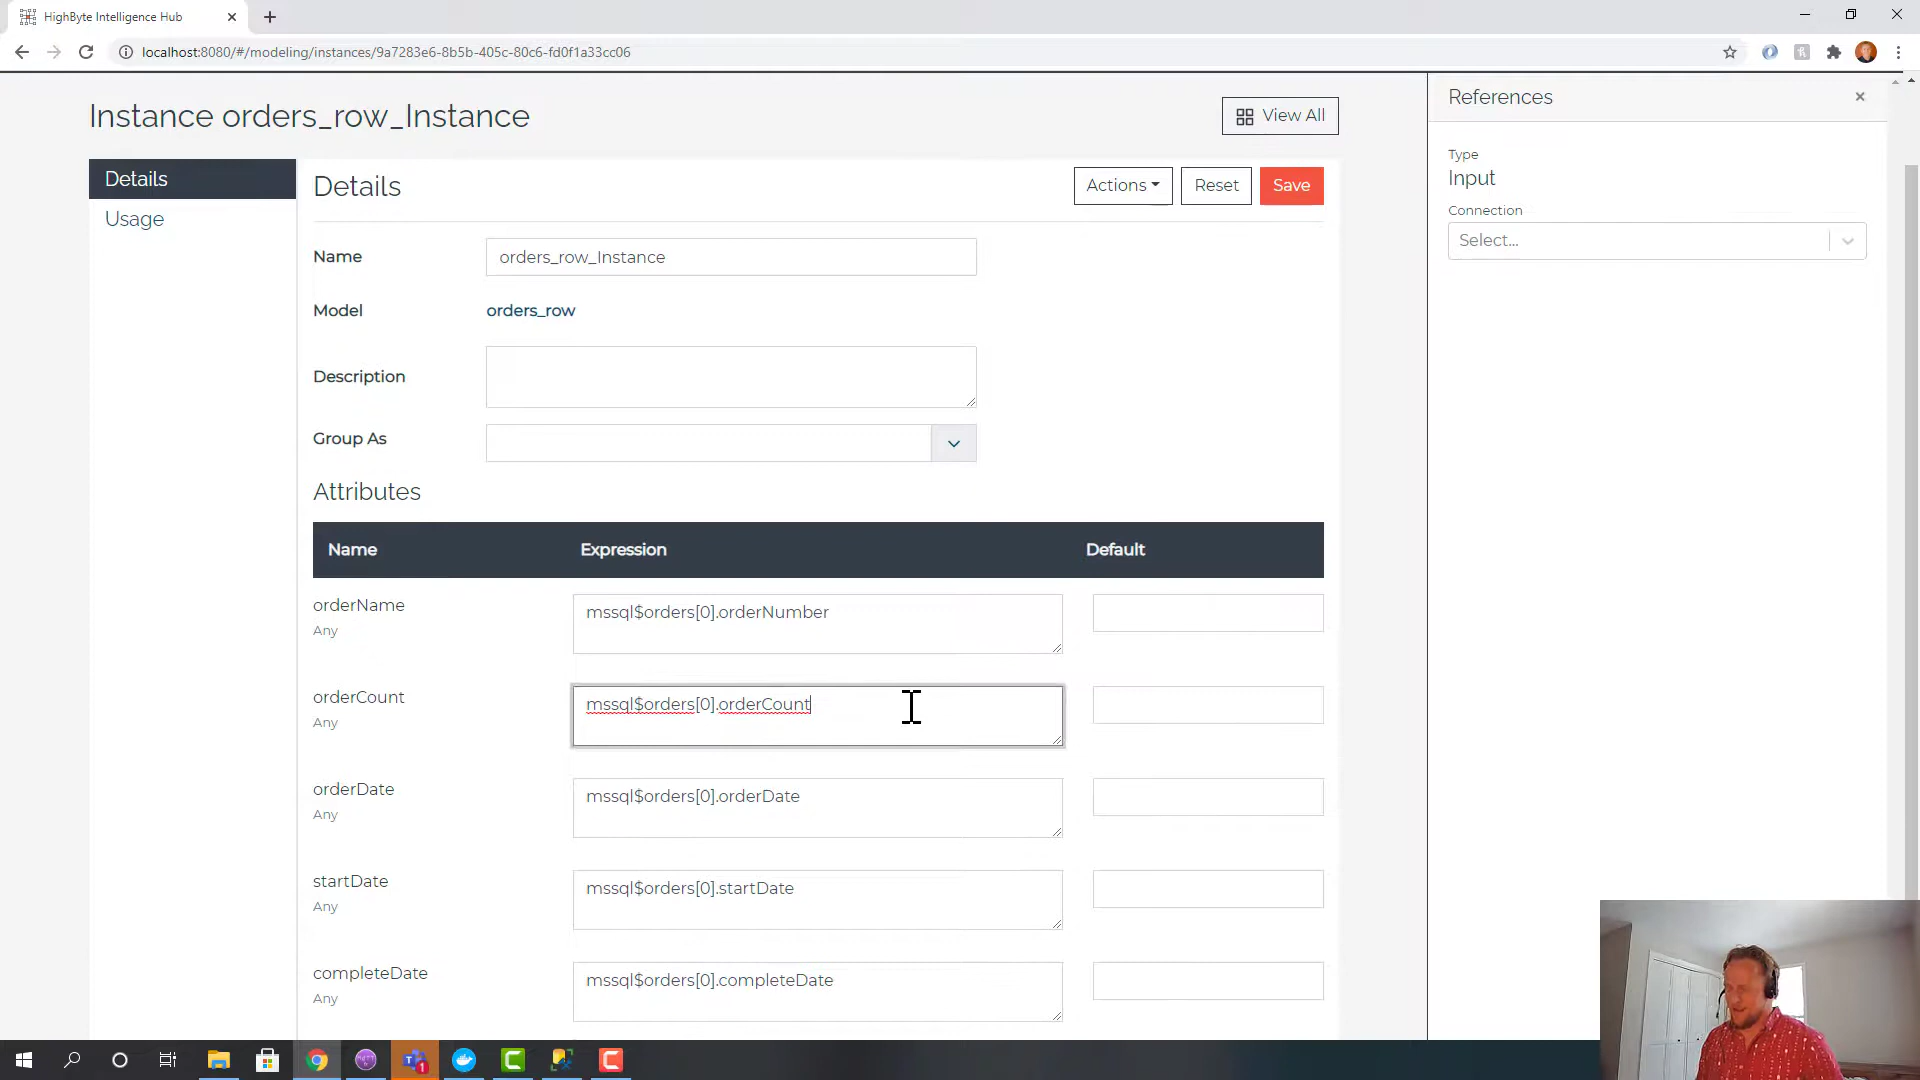 HighByte Intelligence Hub
localhost:8080/#/modeling/instances/9a7283e6-8b5b-405c-80c6-fd0f1a33cc06
Instance orders_row_Instance
View All
References
Details
Usage
Details
Actions
Reset
Save
Type
Input
Connection
Select...
Name
orders_row_Instance
Model
orders_row
Description
Group As
Attributes
Name Expression Default
orderName
Any
mssql$orders[0].orderNumber
orderCount
Any
mssql$orders[0].orderCount
orderDate
Any
mssql$orders[0].orderDate
startDate
Any
mssql$orders[0].startDate
completeDate
Any
mssql$orders[0].completeDate